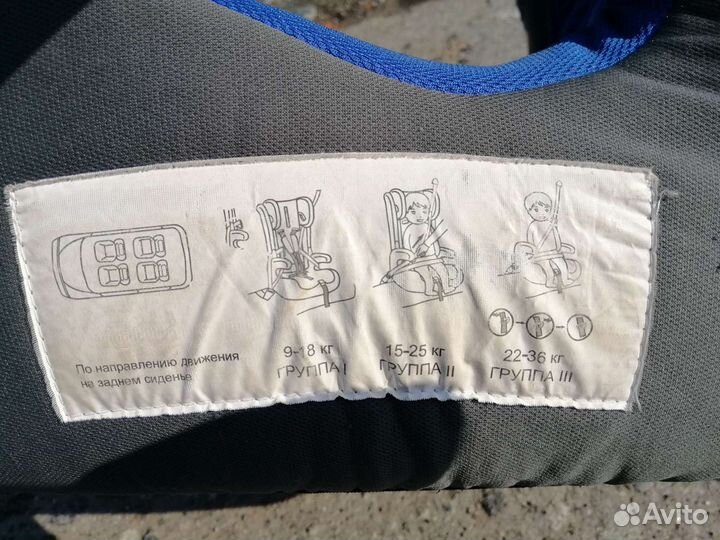 По направлению движения
на заднем сиденье
9-18 кг
ГРУППА I
15-25 кг
ГРУППА II
22-36 кг
ГРУППА III
Avito